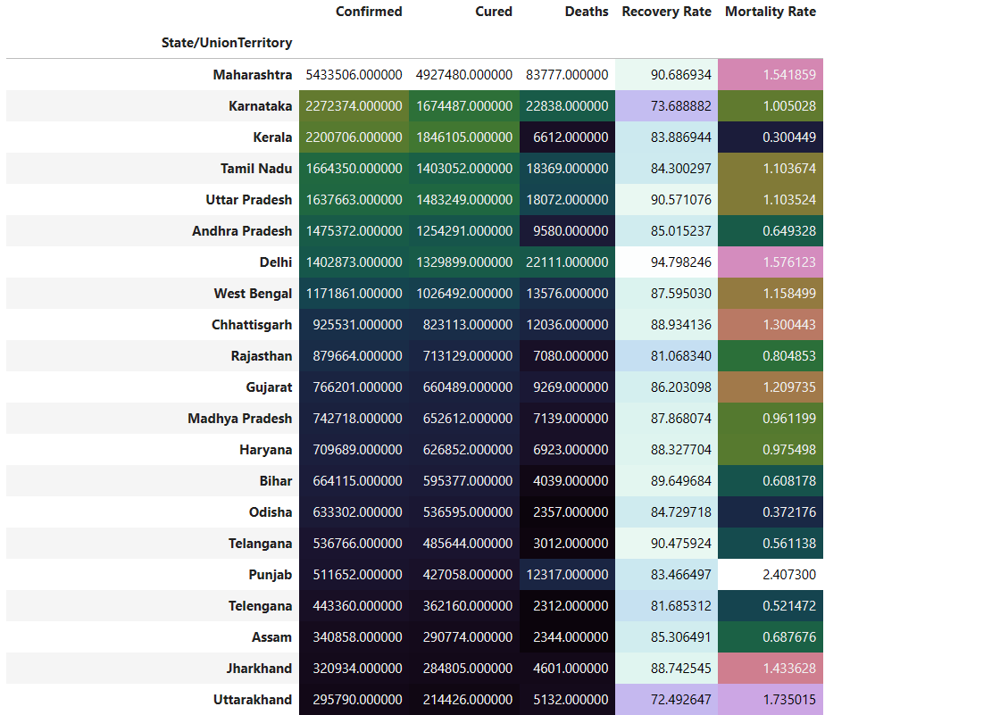 Confirmed Cured Deaths Recovery Rate Mortality Rate
State/UnionTerritory
Maharashtra 5433506.000000 4927480.000000 83777.000000 90.686934 1.541859
Karnataka 2272374.000000 1674487.000000 22838.000000 73.688882 1.005028
Kerala 2200706.000000 1846105.000000 6612.000000 83.886944 0.300449
Tamil Nadu 1664350.000000 1403052.000000 18369.000000 84.300297 1.103674
Uttar Pradesh 1637663.000000 1483249.000000 18072.000000 90.571076 1.103524
Andhra Pradesh 1475372.000000 1254291.000000 9580.000000 85.015237 0.649328
Delhi 1402873.000000 1329899.000000 22111.000000 94.798246 1.576123
West Bengal 1171861.000000 1026492.000000 13576.000000 87.595030 1.158499
Chhattisgarh 925531.000000 823113.000000 12036.000000 88.934136 1.300443
Rajasthan 879664.000000 713129.000000 7080.000000 81.068340 0.804853
Gujarat 766201.000000 660489.000000 9269.000000 86.203098 1.209735
Madhya Pradesh 742718.000000 652612.000000 7139.000000 87.868074 0.961199
Haryana 709689.000000 626852.000000 6923.000000 88.327704 0.975498
Bihar 664115.000000 595377.000000 4039.000000 89.649684 0.608178
Odisha 633302.000000 536595.000000 2357.000000 84.729718 0.372176
Telangana 536766.000000 485644.000000 3012.000000 90.475924 0.561138
Punjab 511652.000000 427058.000000 12317.000000 83.466497 2.407300
Telengana 443360.000000 362160.000000 2312.000000 81.685312 0.521472
Assam 340858.000000 290774.000000 2344.000000 85.306491 0.687676
Jharkhand 320934.000000 284805.000000 4601.000000 88.742545 1.433628
Uttarakhand 295790.000000 214426.000000 5132.000000 72.492647 1.735015